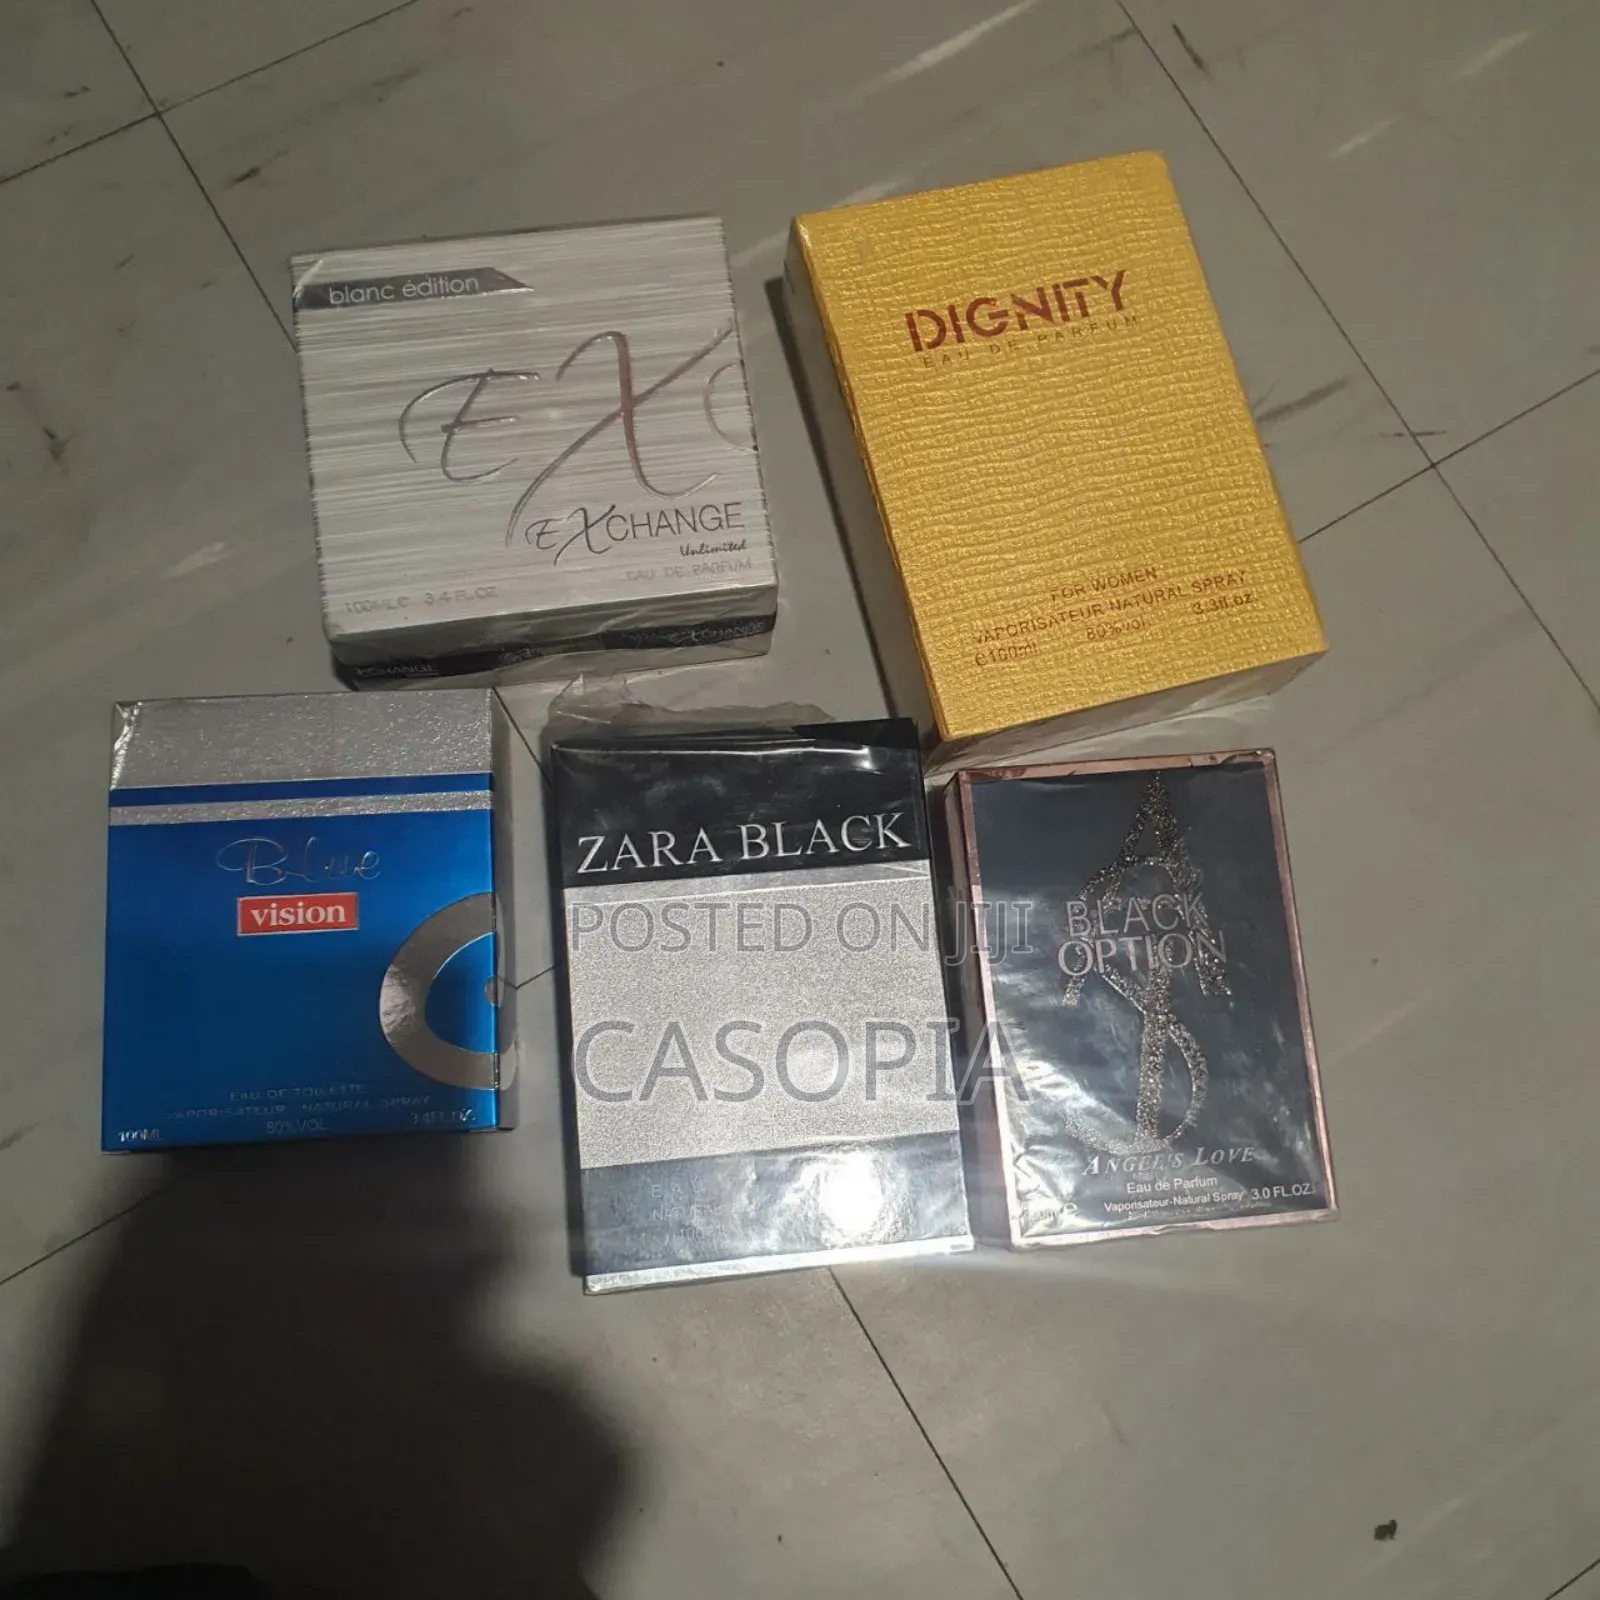 blanc édition
EX
EXCHANGE
Unlimited
EAU DE PARFUM
100ML e 3.4 FL.OZ
EXCHANGE
EXCHANGE
DIGNITY
EAU DE PARFUM
FOR WOMEN
VAPORISATEUR NATURAL SPRAY
80%vol.
3.3fl.oz
e100ml
BLue
vision
EAU DE TOILETTE
VAPORISATEUR NATURAL SPRAY
100ML
80%VOL
3.4FL.OZ
ZARA BLACK
BLACK
OPTION
ANGEL'S LOVE
Eau de Parfum
Vaporisateur-Natural Spray 3.0 FL.OZ.
POSTED ON JIJI
CASOPIA